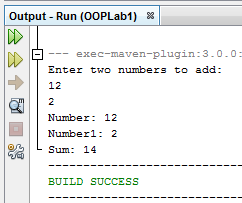 Output - Run (OOPLab1)
--- exec-maven-plugin:3.0.0:
Enter two numbers to add:
12
2
Number: 12
Number1: 2
Sum: 14
------------------------
BUILD SUCCESS
------------------------